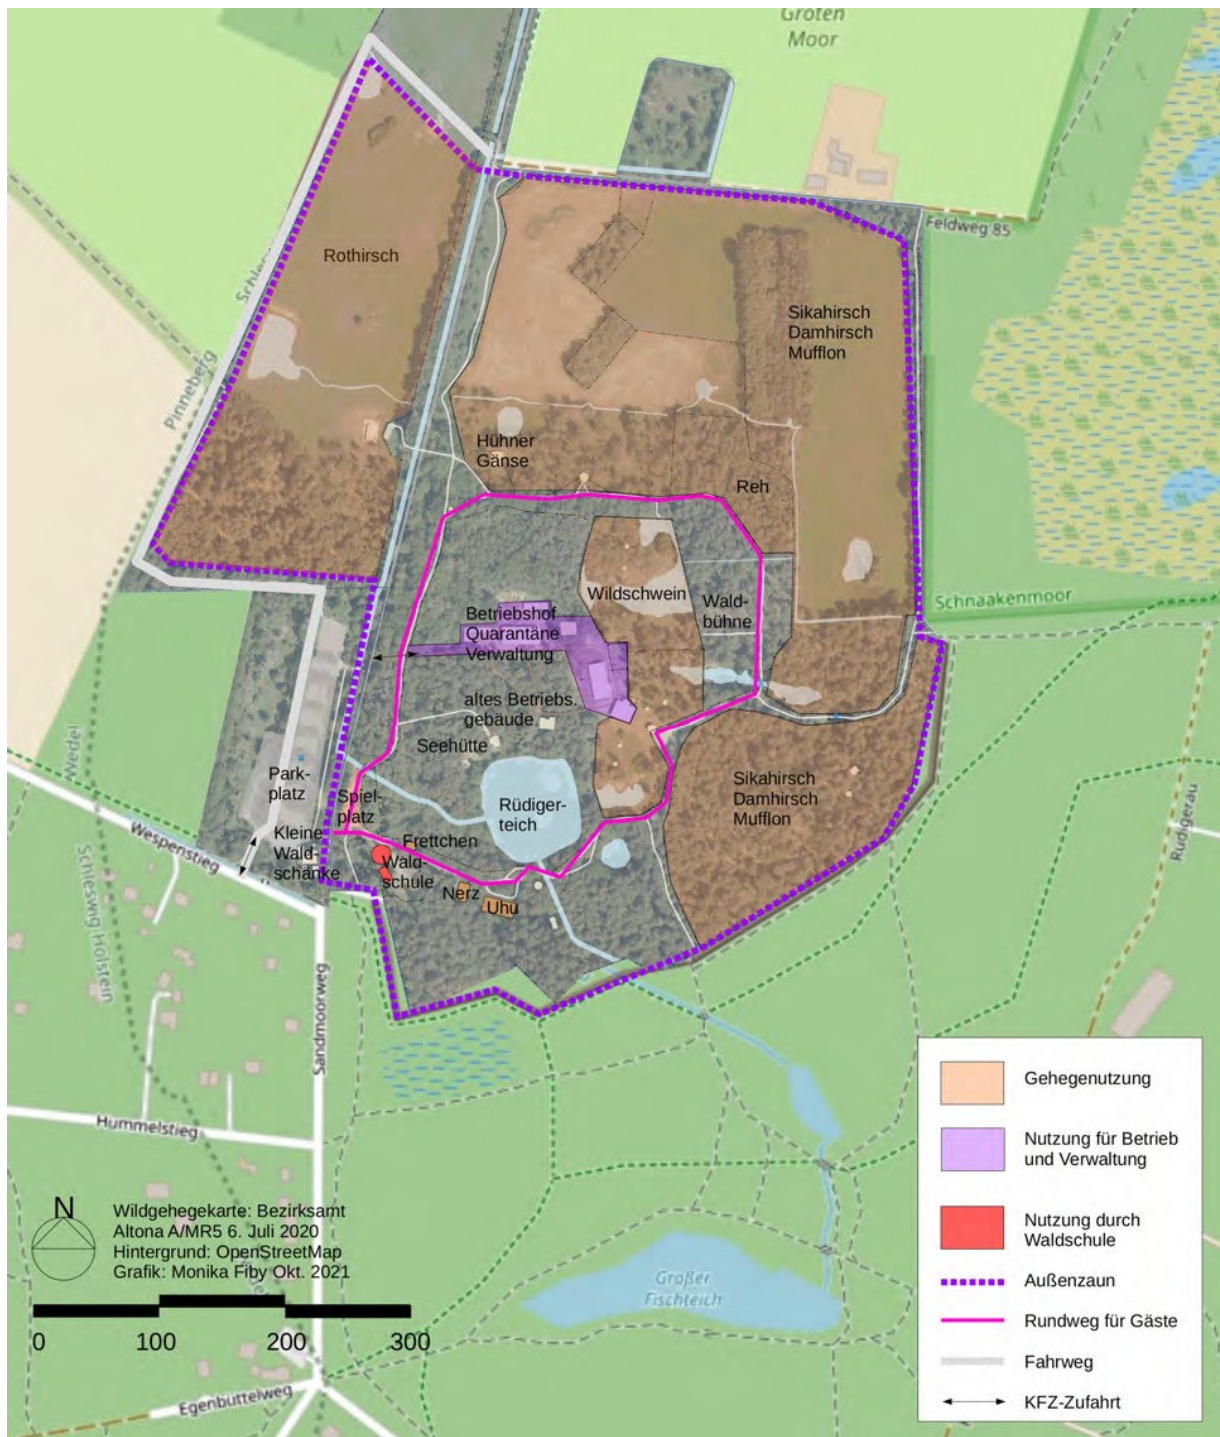 Groten
Moor
Feldweg 85
Rothirsch
Sikahirsch
Damhirsch
Mufflon
Pinneberg
Hühner
Gänse
Reh
Wildschwein
Wald-
bühne
Schnaakenmoor
Betriebshof
Quarantäne
Verwaltung
altes Betriebs.
gebäude
Seehütte
Wedel
Park-
platz
Spiel-
platz
Rüdiger-
teich
Sikahirsch
Damhirsch
Mufflon
Rüdigerau
Wespenstieg
Kleine
Wald-
schänke
Frettchen
Wald-
schule
Nerz
Uhu
Schleswig Holstein
Sandmoorweg
Hummelstieg
Gehegenutzung
Nutzung für Betrieb
und Verwaltung
Nutzung durch
Waldschule
Außenzaun
Rundweg für Gäste
Fahrweg
KFZ-Zufahrt
N
Wildgehegekarte: Bezirksamt
Altona A/MR5 6. Juli 2020
Hintergrund: OpenStreetMap
Grafik: Monika Fiby Okt. 2021
0 100 200 300
Großer
Fischteich
Egenbüttelweg